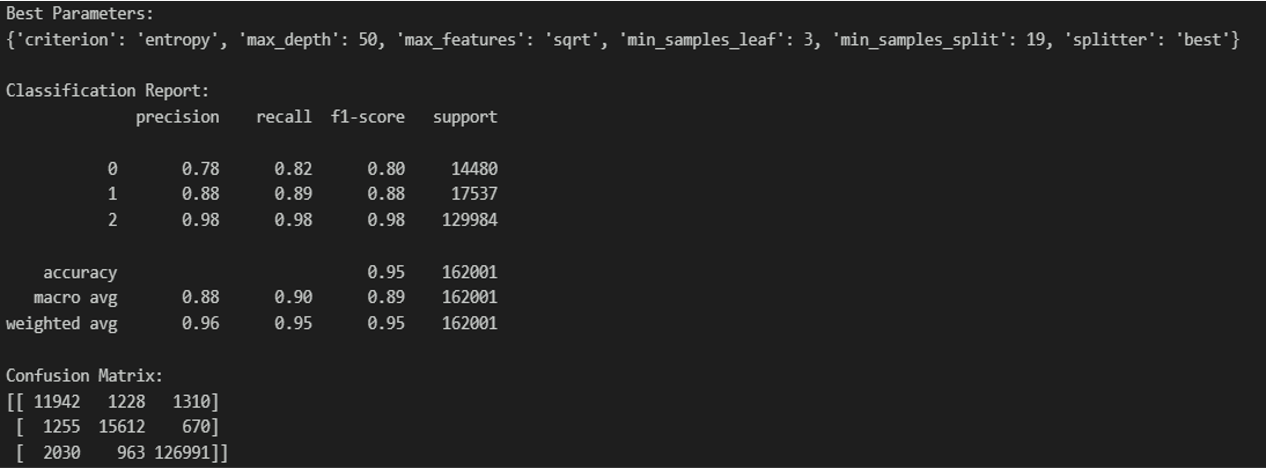 Best Parameters:
{'criterion': 'entropy', 'max_depth': 50, 'max_features': 'sqrt', 'min_samples_leaf': 3, 'min_samples_split': 19, 'splitter': 'best'}
Classification Report:
precision recall f1-score support
0 0.78 0.82 0.80 14480
1 0.88 0.89 0.88 17537
2 0.98 0.98 0.98 129984
accuracy 0.95 162001
macro avg 0.88 0.90 0.89 162001
weighted avg 0.96 0.95 0.95 162001
Confusion Matrix:
[[ 11942 1228 1310]
[ 1255 15612 670]
[ 2030 963 126991]]